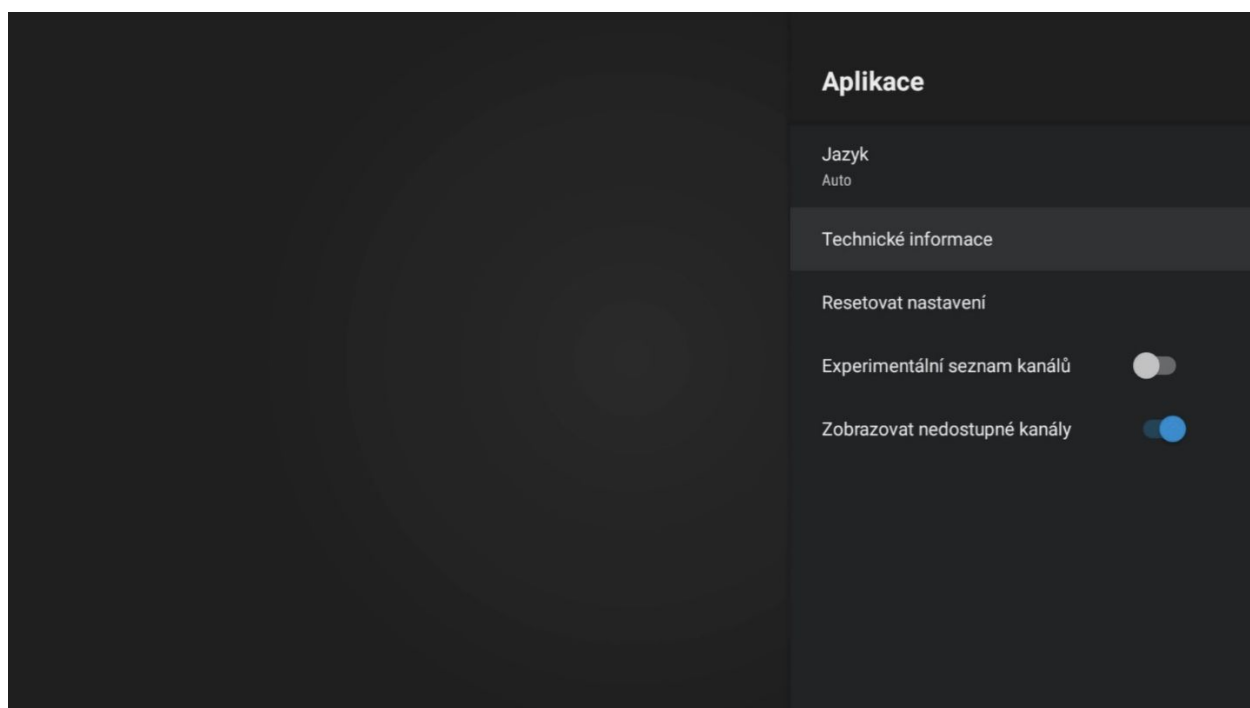 Aplikace
Jazyk
Auto
Technické informace
Resetovat nastavení
Experimentální seznam kanálů
Zobrazovat nedostupné kanály